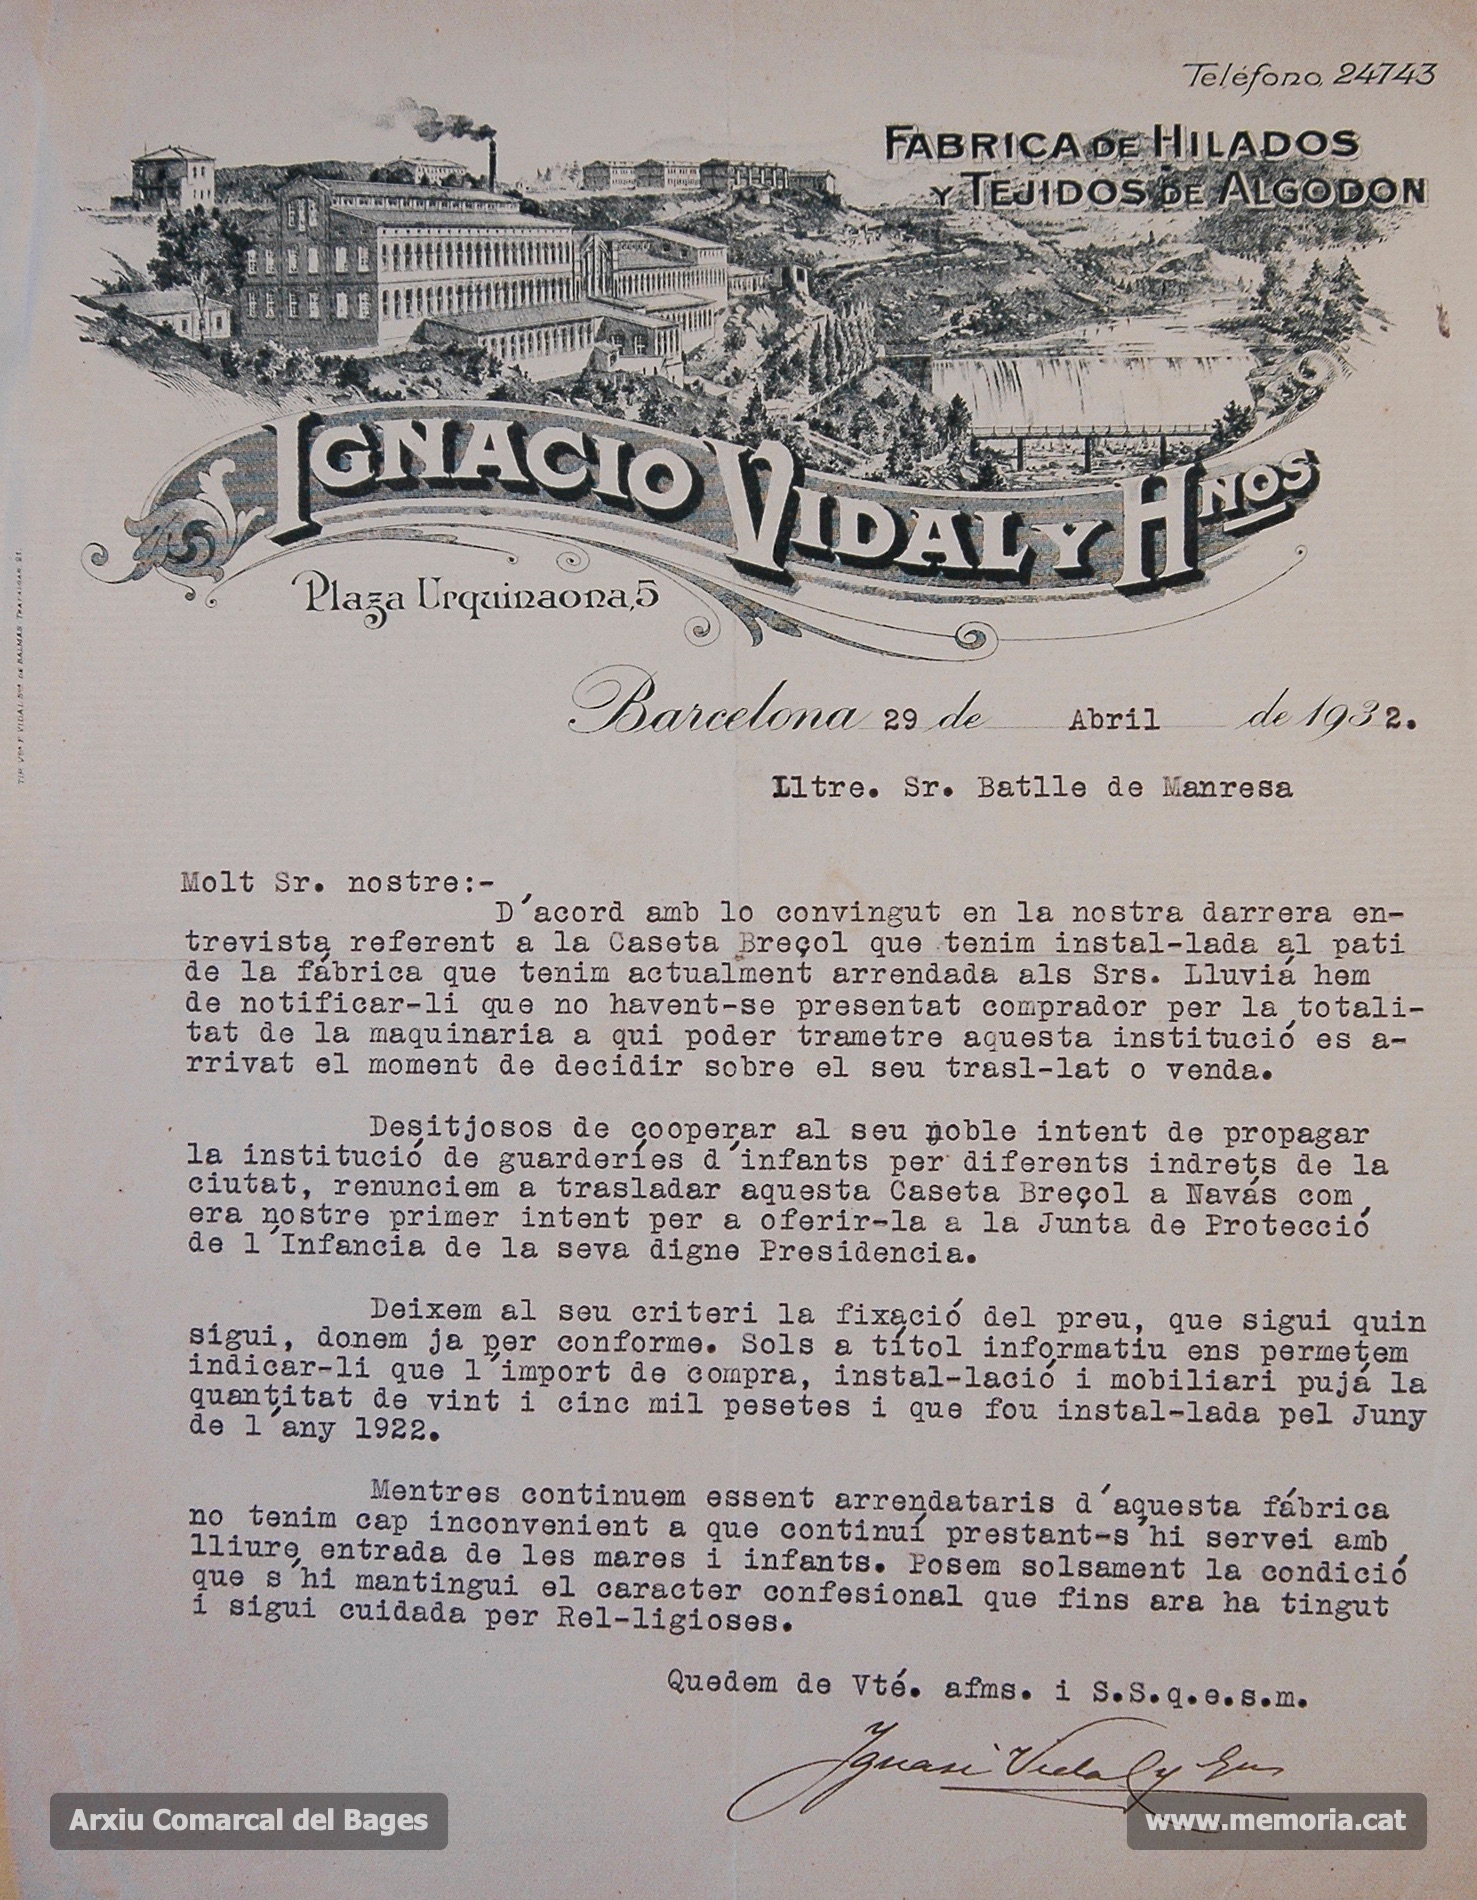 Teléfono, 24743
FABRICA DE HILADOS
Y TEJIDOS DE ALGODON
IGNACIO VIDAL Y HNOS
Plaza Urquinaona, 5
Barcelona 29 de Abril de 1932.
Iltre. Sr. Batlle de Manresa
Molt Sr. nostre:-
D'acord amb lo convingut en la nostra darrera en-
trevista referent a la Caseta Breçol que tenim instal-lada al pati
de la fábrica que tenim actualment arrendada als Srs. Lluviá hem
de notificar-li que no havent-se presentat comprador per la totali-
tat de la maquinaria a qui poder trametre aquesta institució es a-
rrivat el moment de decidir sobre el seu trasl-lat o venda.
Desitjosos de cooperar al seu noble intent de propagar
la institució de guarderíes d'infants per diferents indrets de la
ciutat, renunciem a trasladar aquesta Caseta Breçol a Navás com
era nostre primer intent per a oferir-la a la Junta de Protecció
de l'Infancia de la seva digne Presidencia.
Deixem al seu criteri la fixació del preu, que sigui quin
sigui, donem ja per conforme. Sols a títol informatiu ens permetem
indicar-li que l'import de compra, instal-lació i mobiliari pujá la
quantitat de vint i cinc mil pesetes i que fou instal-lada pel Juny
de l'any 1922.
Mentres continuem essent arrendataris d'aquesta fábrica
no tenim cap inconvenient a que continuí prestant-s'hi servei amb
lliure entrada de les mares i infants. Posem solsament la condició
que s'hi mantingui el caracter confesional que fins ara ha tingut
i sigui cuidada per Rel-ligioses.
Quedem de Vté. afms. i S.S.q.e.s.m.
Ignasi Vidal y Gns
Arxiu Comarcal del Bages
www.memoria.cat